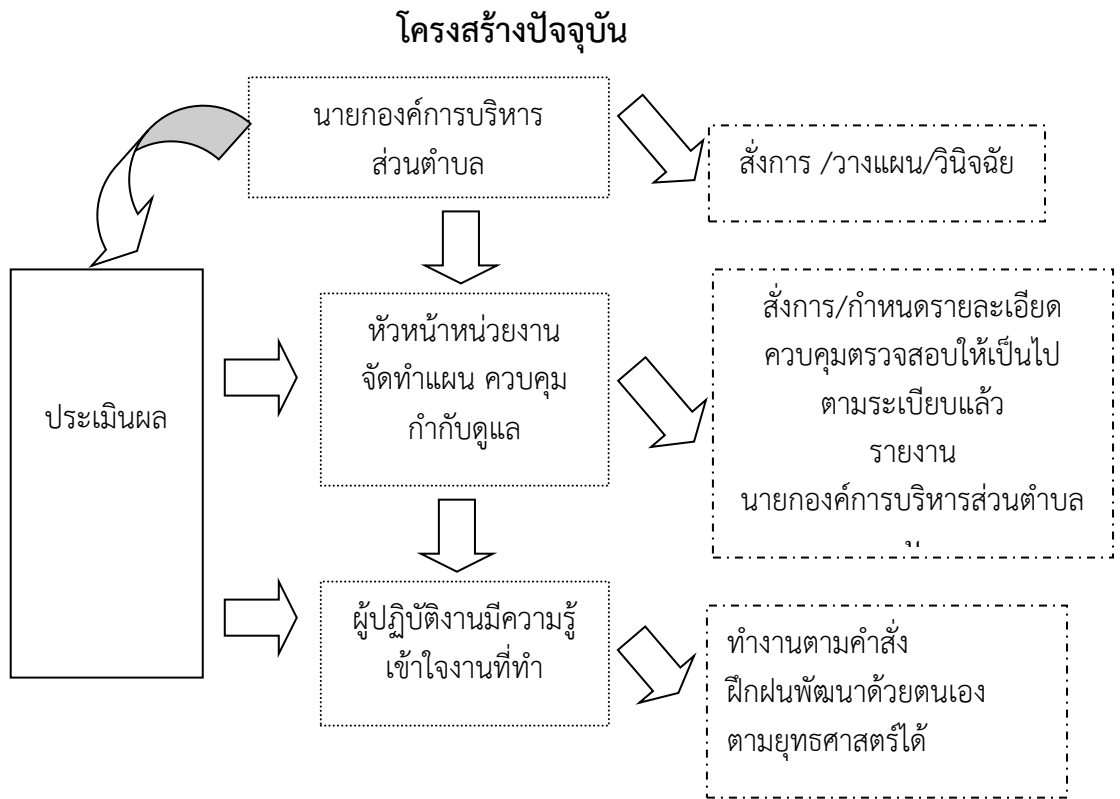 โครงสร้างปัจจุบัน
นายกองค์การบริหาร
ส่วนตำบล
สั่งการ /วางแผน/วินิจฉัย
ประเมินผล
หัวหน้าหน่วยงาน
จัดทำแผน ควบคุม
กำกับดูแล
สั่งการ/กำหนดรายละเอียด
ควบคุมตรวจสอบให้เป็นไป
ตามระเบียบแล้ว
รายงาน
นายกองค์การบริหารส่วนตำบล
ผู้ปฏิบัติงานมีความรู้
เข้าใจงานที่ทำ
ทำงานตามคำสั่ง
ฝึกฝนพัฒนาด้วยตนเอง
ตามยุทธศาสตร์ได้